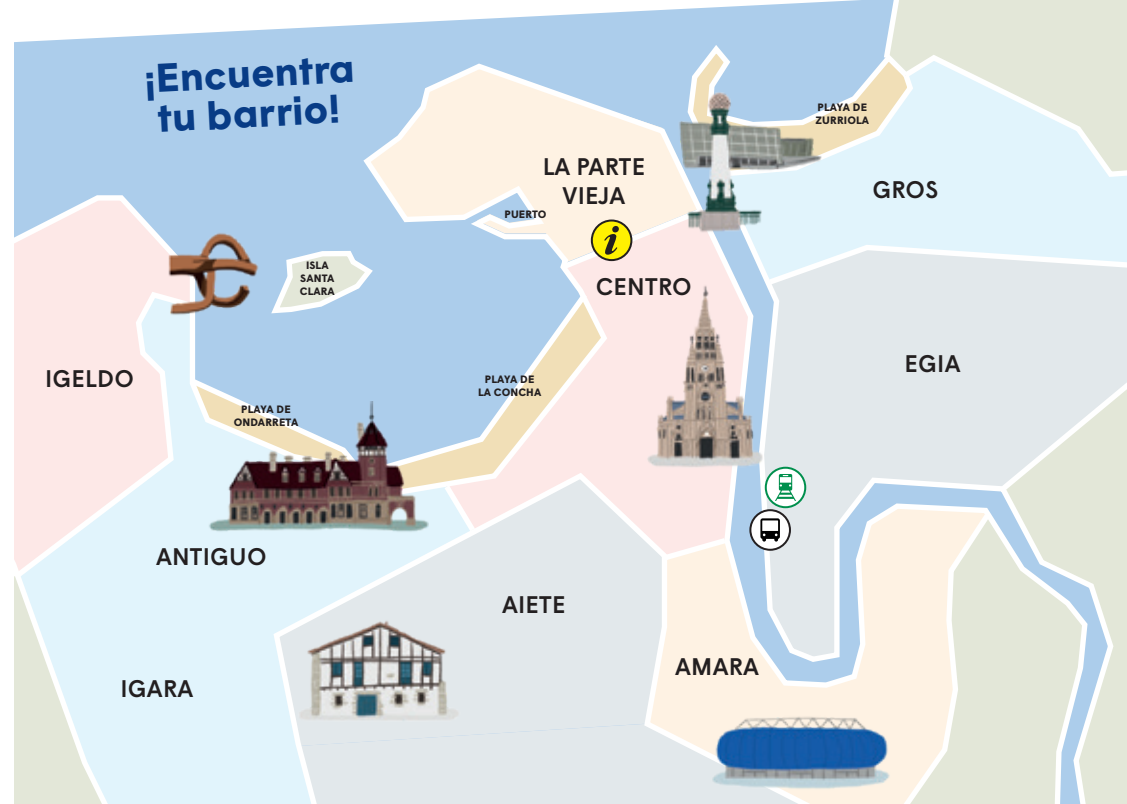 ¡Encuentra
tu barrio!
PLAYA DE
ZURRIOLA
LA PARTE
VIEJA
GROS
PUERTO
i
ISLA
SANTA
CLARA
CENTRO
IGELDO
EGIA
PLAYA DE
LA CONCHA
PLAYA DE
ONDARRETA
ANTIGUO
AIETE
AMARA
IGARA